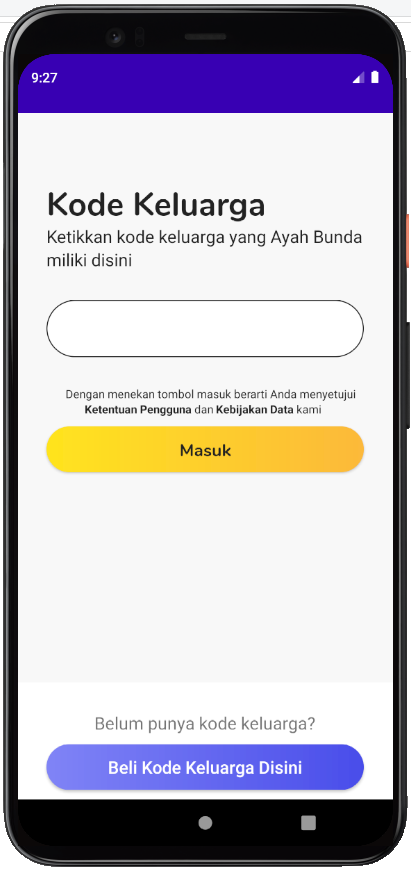 9:27
Kode Keluarga
Ketikkan kode keluarga yang Ayah Bunda
miliki disini
Dengan menekan tombol masuk berarti Anda menyetujui
Ketentuan Pengguna dan Kebijakan Data kami
Masuk
Belum punya kode keluarga?
Beli Kode Keluarga Disini